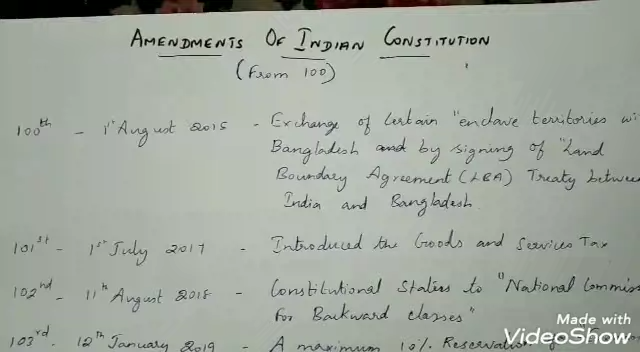 AMENDMENTS OF INDIAN CONSTITUTION
(From 100)
100th - 1st August 2015 - Exchange of Certain "enclave territories wi
Bangladesh and by signing of "Land
Boundary Agreement (LBA) Treaty between
India and Bangladesh.
101st - 1st July 2017 - Introduced the Goods and Services Tax
102nd - 11th August 2018 - Constitutional Status to "National Commiss
For Backward classes"
103rd - 12th January 2019 - A maximum 10% Reservation
Made with
VideoShow